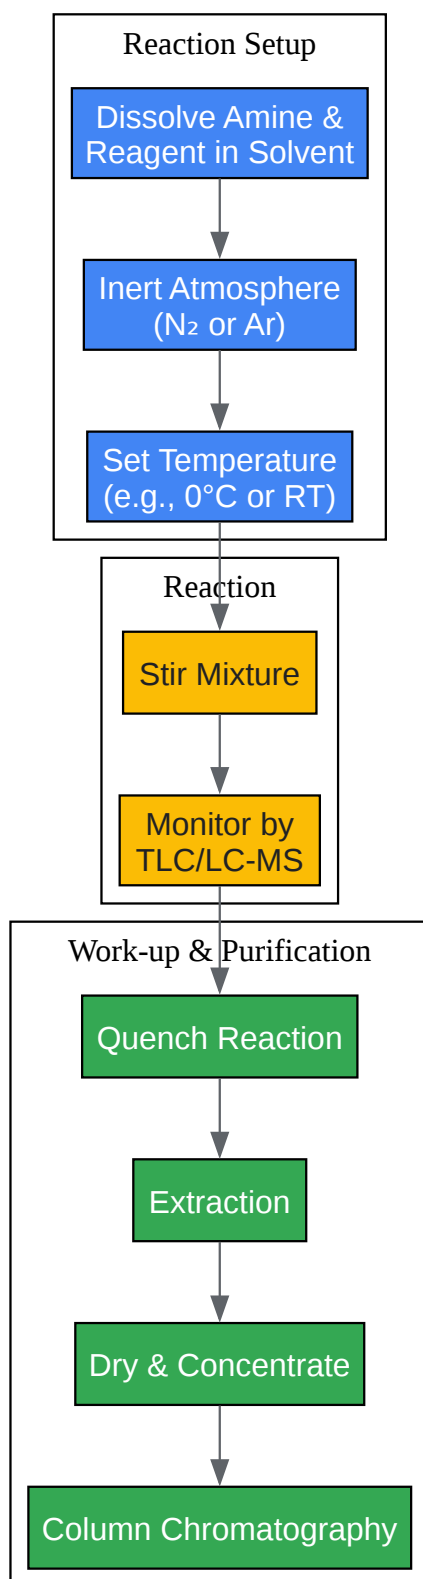 Reaction Setup
Dissolve Amine &
Reagent in Solvent
Inert Atmosphere
(N₂ or Ar)
Set Temperature
(e.g., 0°C or RT)
Reaction
Stir Mixture
Monitor by
TLC/LC-MS
Work-up & Purification
Quench Reaction
Extraction
Dry & Concentrate
Column Chromatography